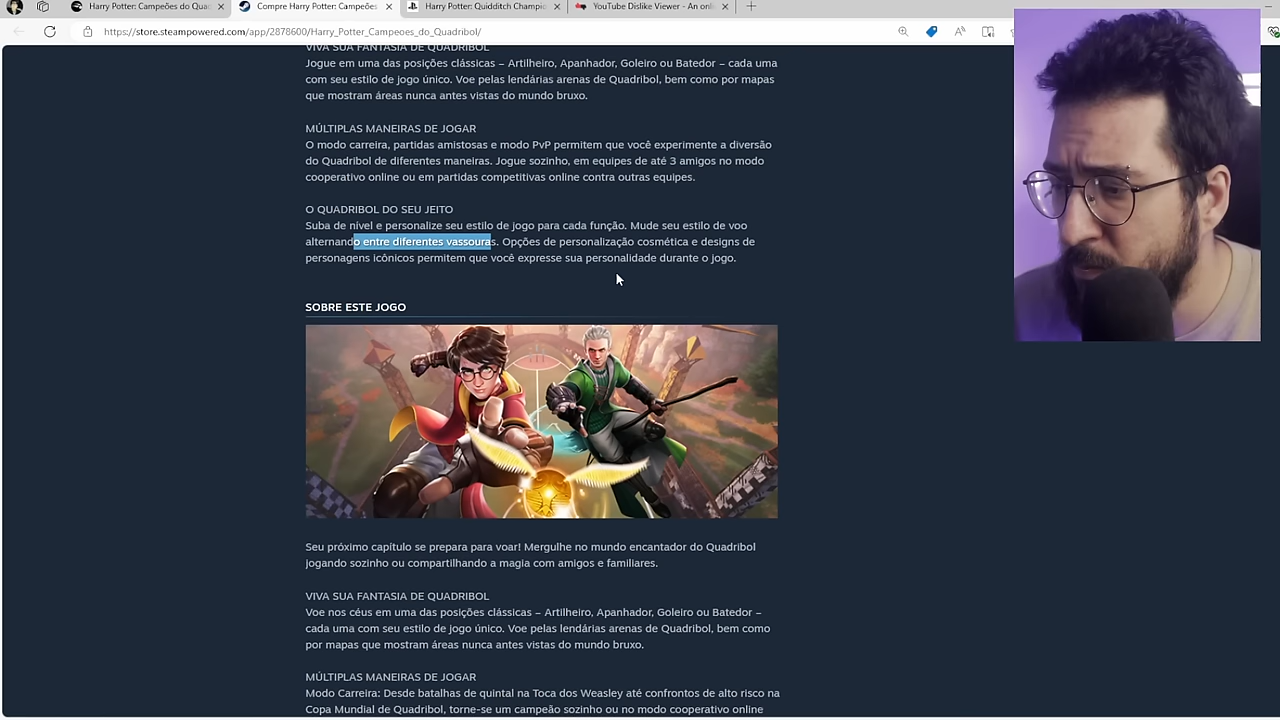 Harry Potter: Campeões do Qua
Compre Harry Potter: Campeões
Harry Potter: Quidditch Champio
YouTube Dislike Viewer - An onl
https://store.steampowered.com/app/2878600/Harry_Potter_Campeoes_do_Quadribol/
VIVA SUA FANTASIA DE QUADRIBOL
Jogue em uma das posições clássicas – Artilheiro, Apanhador, Goleiro ou Batedor – cada uma
com seu estilo de jogo único. Voe pelas lendárias arenas de Quadribol, bem como por mapas
que mostram áreas nunca antes vistas do mundo bruxo.
MÚLTIPLAS MANEIRAS DE JOGAR
O modo carreira, partidas amistosas e modo PvP permitem que você experimente a diversão
do Quadribol de diferentes maneiras. Jogue sozinho, em equipes de até 3 amigos no modo
cooperativo online ou em partidas competitivas online contra outras equipes.
O QUADRIBOL DO SEU JEITO
Suba de nível e personalize seu estilo de jogo para cada função. Mude seu estilo de voo
alternando entre diferentes vassouras. Opções de personalização cosmética e designs de
personagens icônicos permitem que você expresse sua personalidade durante o jogo.
SOBRE ESTE JOGO
Seu próximo capítulo se prepara para voar! Mergulhe no mundo encantador do Quadribol
jogando sozinho ou compartilhando a magia com amigos e familiares.
VIVA SUA FANTASIA DE QUADRIBOL
Voe nos céus em uma das posições clássicas – Artilheiro, Apanhador, Goleiro ou Batedor –
cada uma com seu estilo de jogo único. Voe pelas lendárias arenas de Quadribol, bem como
por mapas que mostram áreas nunca antes vistas do mundo bruxo.
MÚLTIPLAS MANEIRAS DE JOGAR
Modo Carreira: Desde batalhas de quintal na Toca dos Weasley até confrontos de alto risco na
Copa Mundial de Quadribol, torne-se um campeão sozinho ou no modo cooperativo online